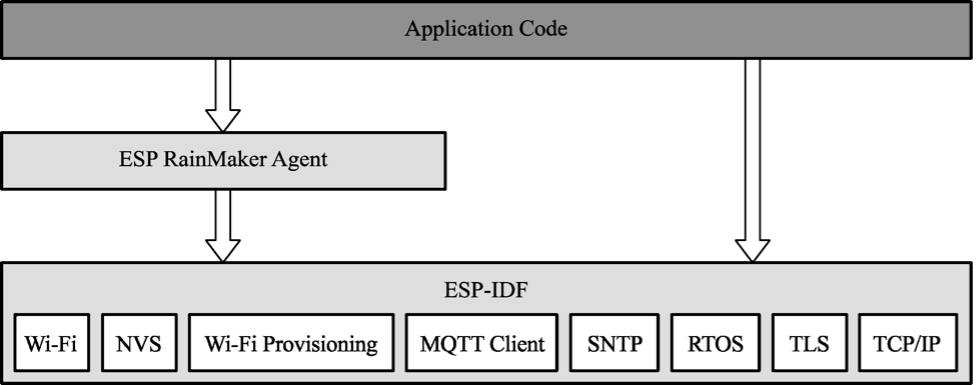 Application Code
ESP RainMaker Agent
ESP-IDF
Wi-Fi
NVS
Wi-Fi Provisioning
MQTT Client
SNTP
RTOS
TLS
TCP/IP